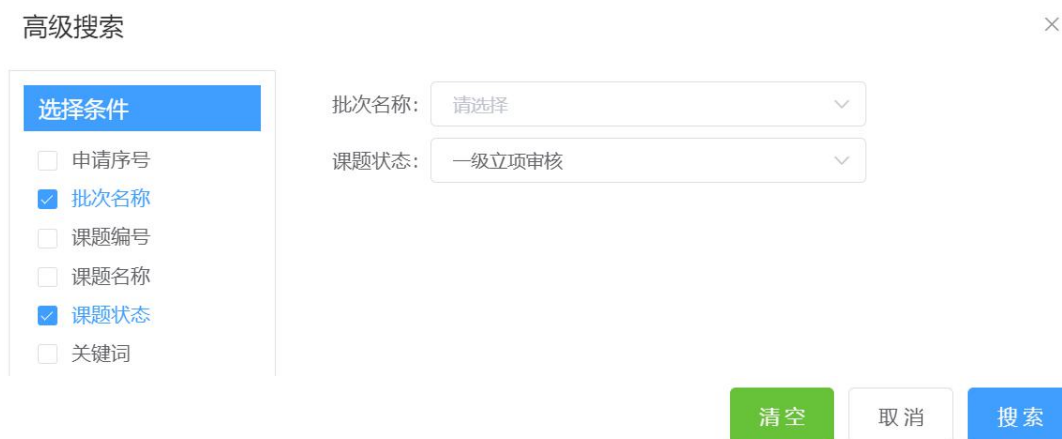 高级搜索
选择条件
申请序号
批次名称
课题编号
课题名称
课题状态
关键词
批次名称： 请选择
课题状态： 一级立项审核
清空 取消 搜索